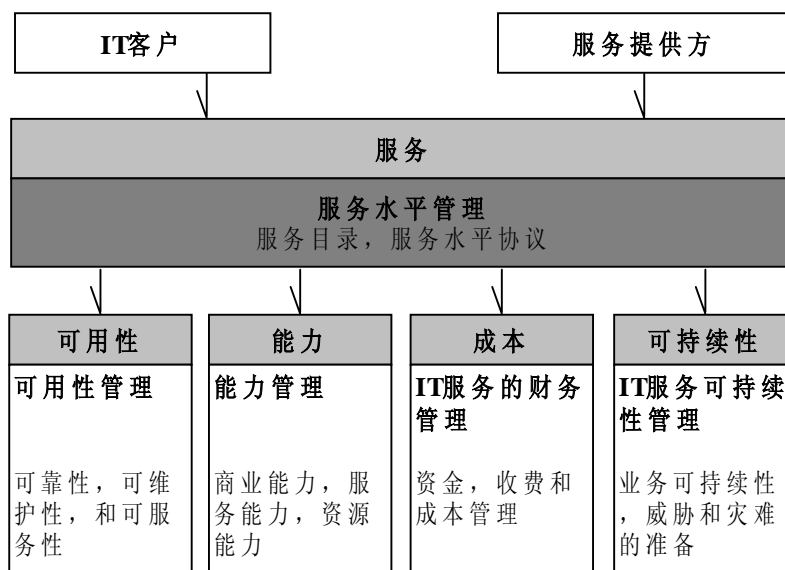 IT客户
服务提供方
服务
服务水平管理
服务目录，服务水平协议
可用性
能力
成本
可持续性
可用性管理
可靠性，可维
护性，和可服
务性
能力管理
商业能力，服
务能力，资源
能力
IT服务的财务
管理
资金，收费和
成本管理
IT服务可持续
性管理
业务可持续性
，威胁和灾难
的准备